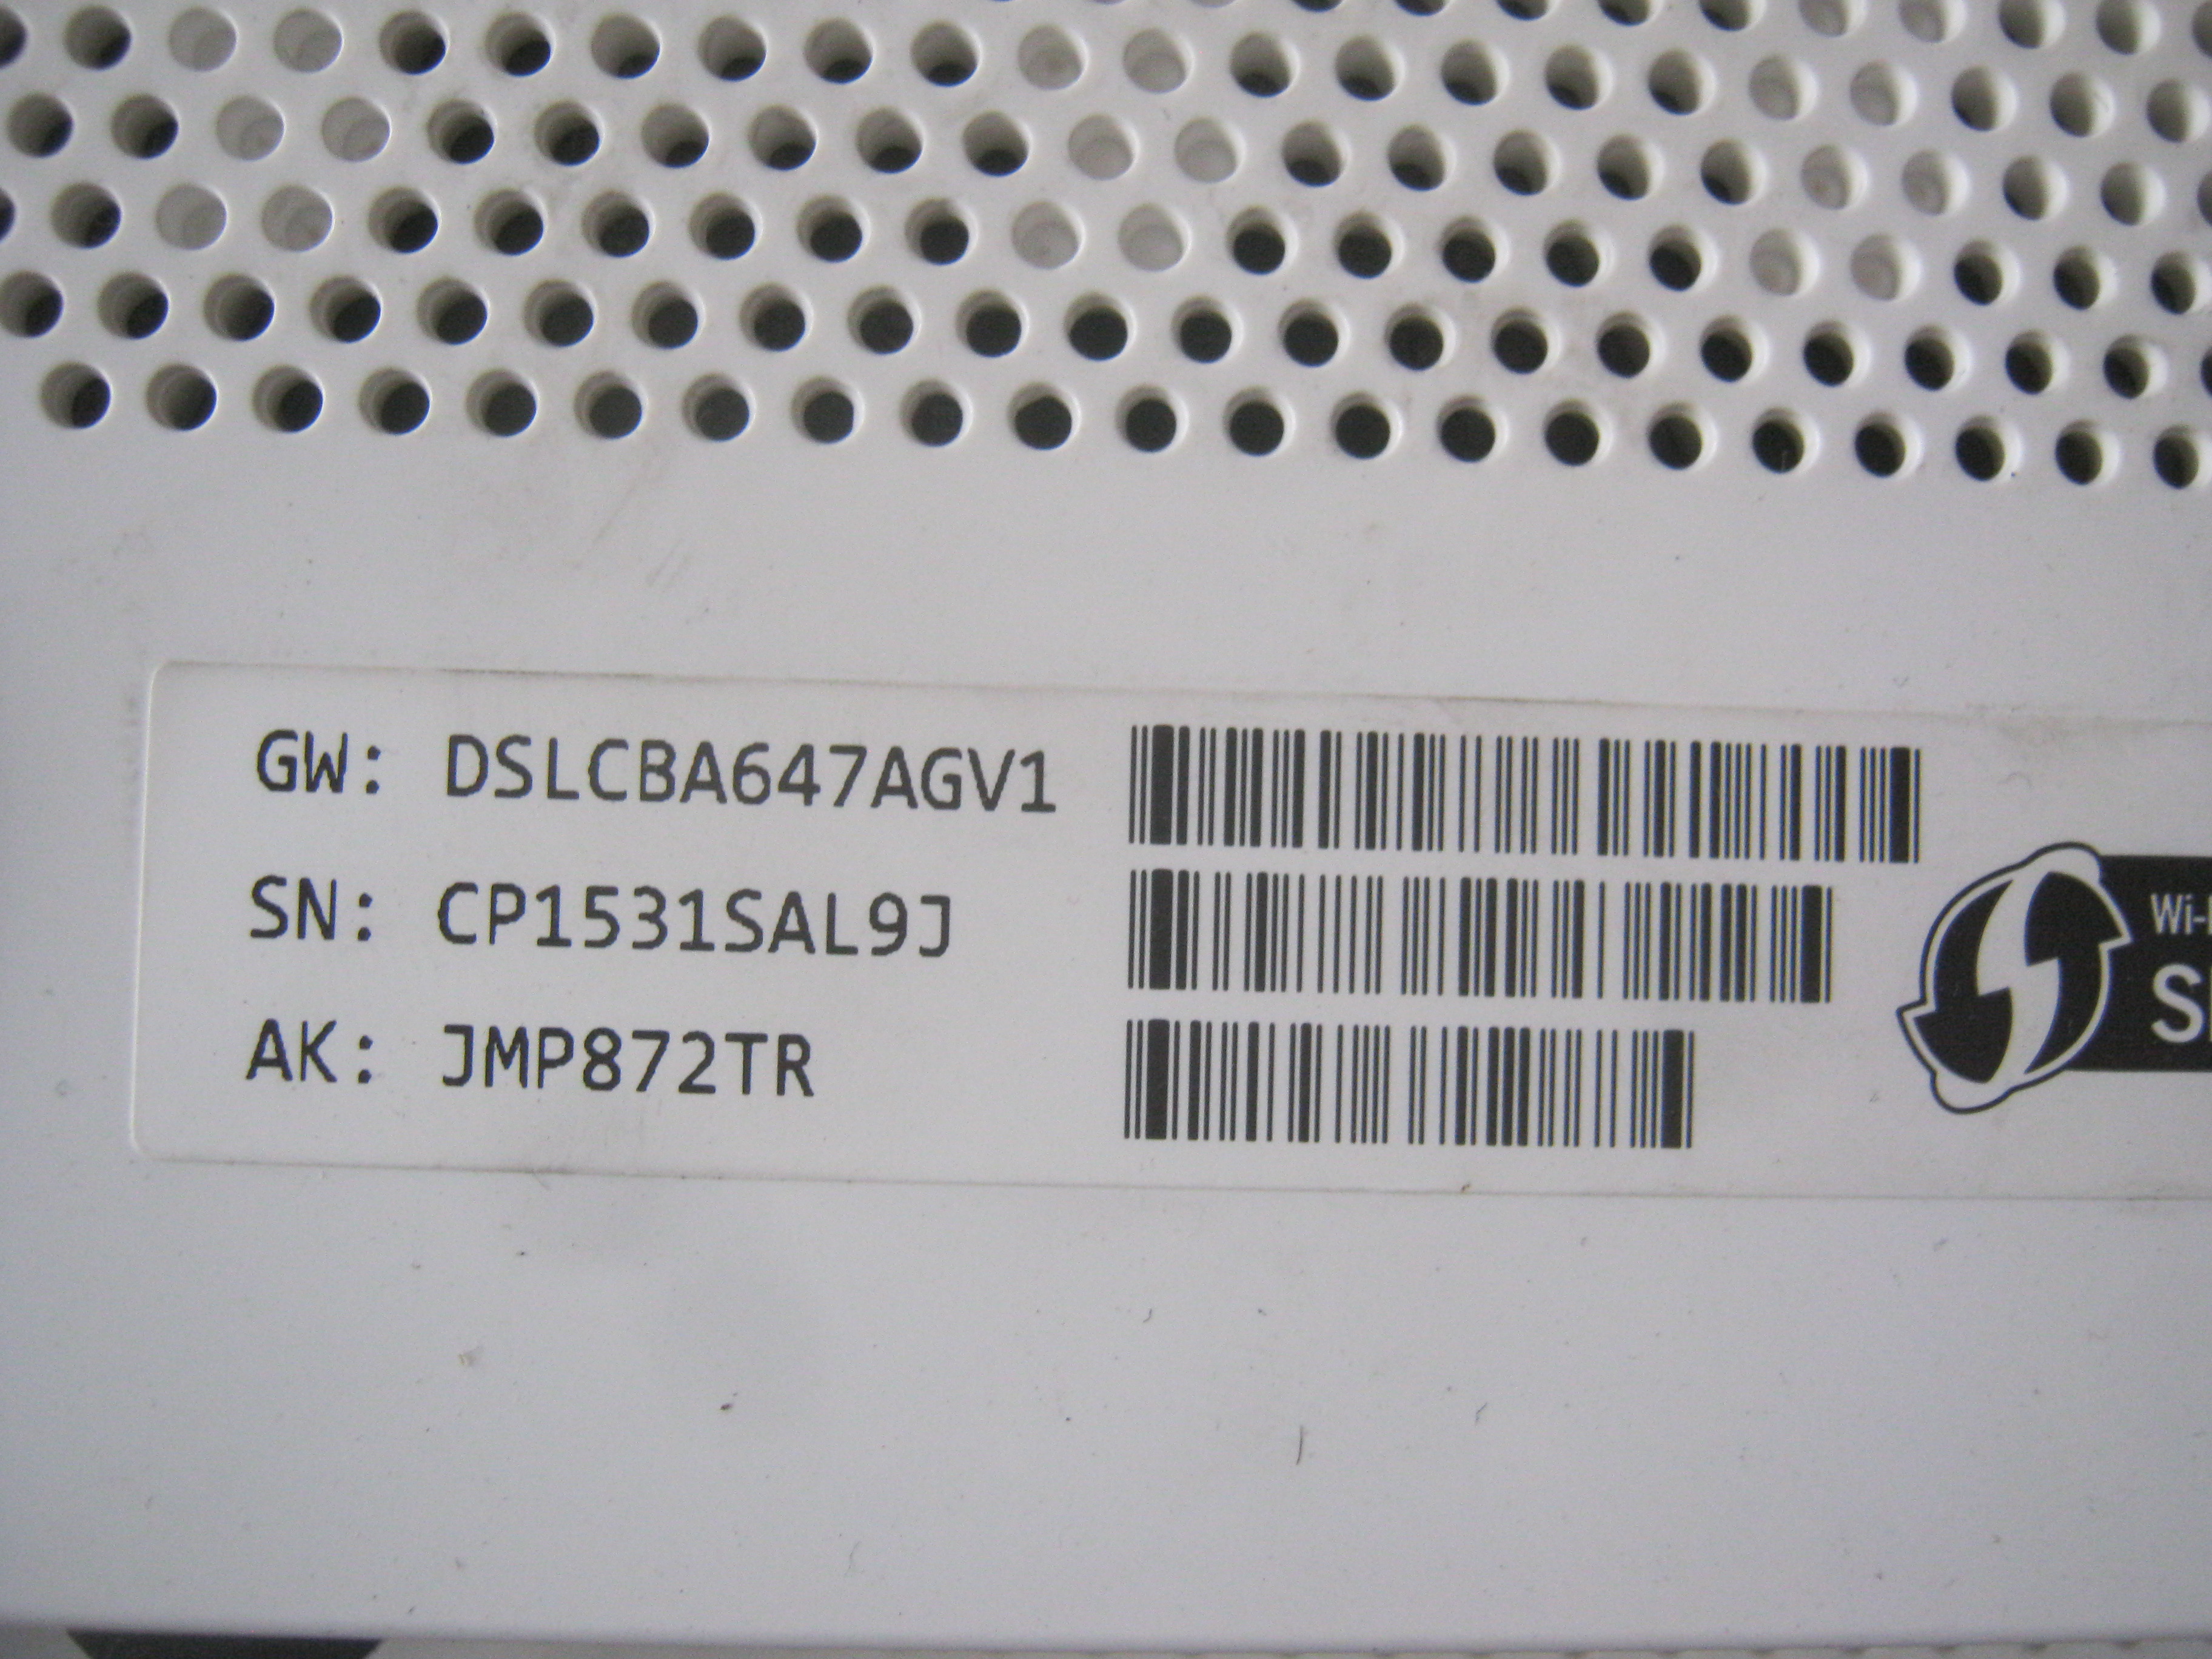 GW: DSLCBA647AGV1
SN: CP1531SAL9J
AK: JMP872TR